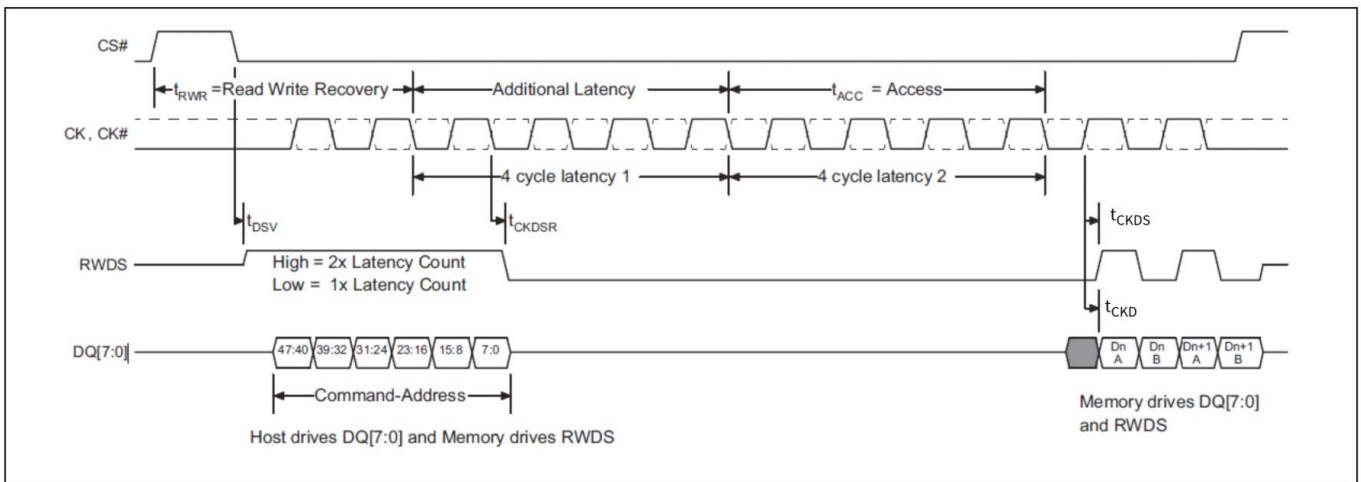 CS#
tRWR =Read Write Recovery
Additional Latency
tACC = Access
CK, CK#
4 cycle latency 1
4 cycle latency 2
tDSV
tCKDSR
tCKDS
RWDS
High = 2x Latency Count
Low = 1x Latency Count
tCKD
DQ[7:0]
47:40 39:32 31:24 23:16 15:8 7:0
Dn Dn Dn+1 Dn+1
A B A B
Command-Address
Memory drives DQ[7:0]
and RWDS
Host drives DQ[7:0] and Memory drives RWDS